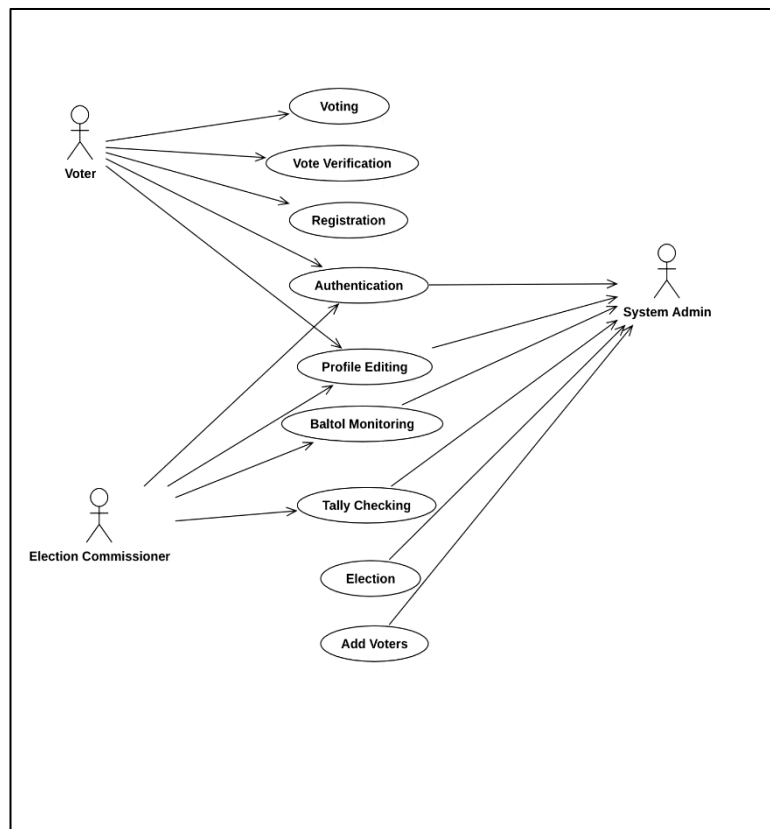 Voting
Voter
Vote Verification
Registration
Authentication
System Admin
Profile Editing
Baltol Monitoring
Tally Checking
Election Commissioner
Election
Add Voters